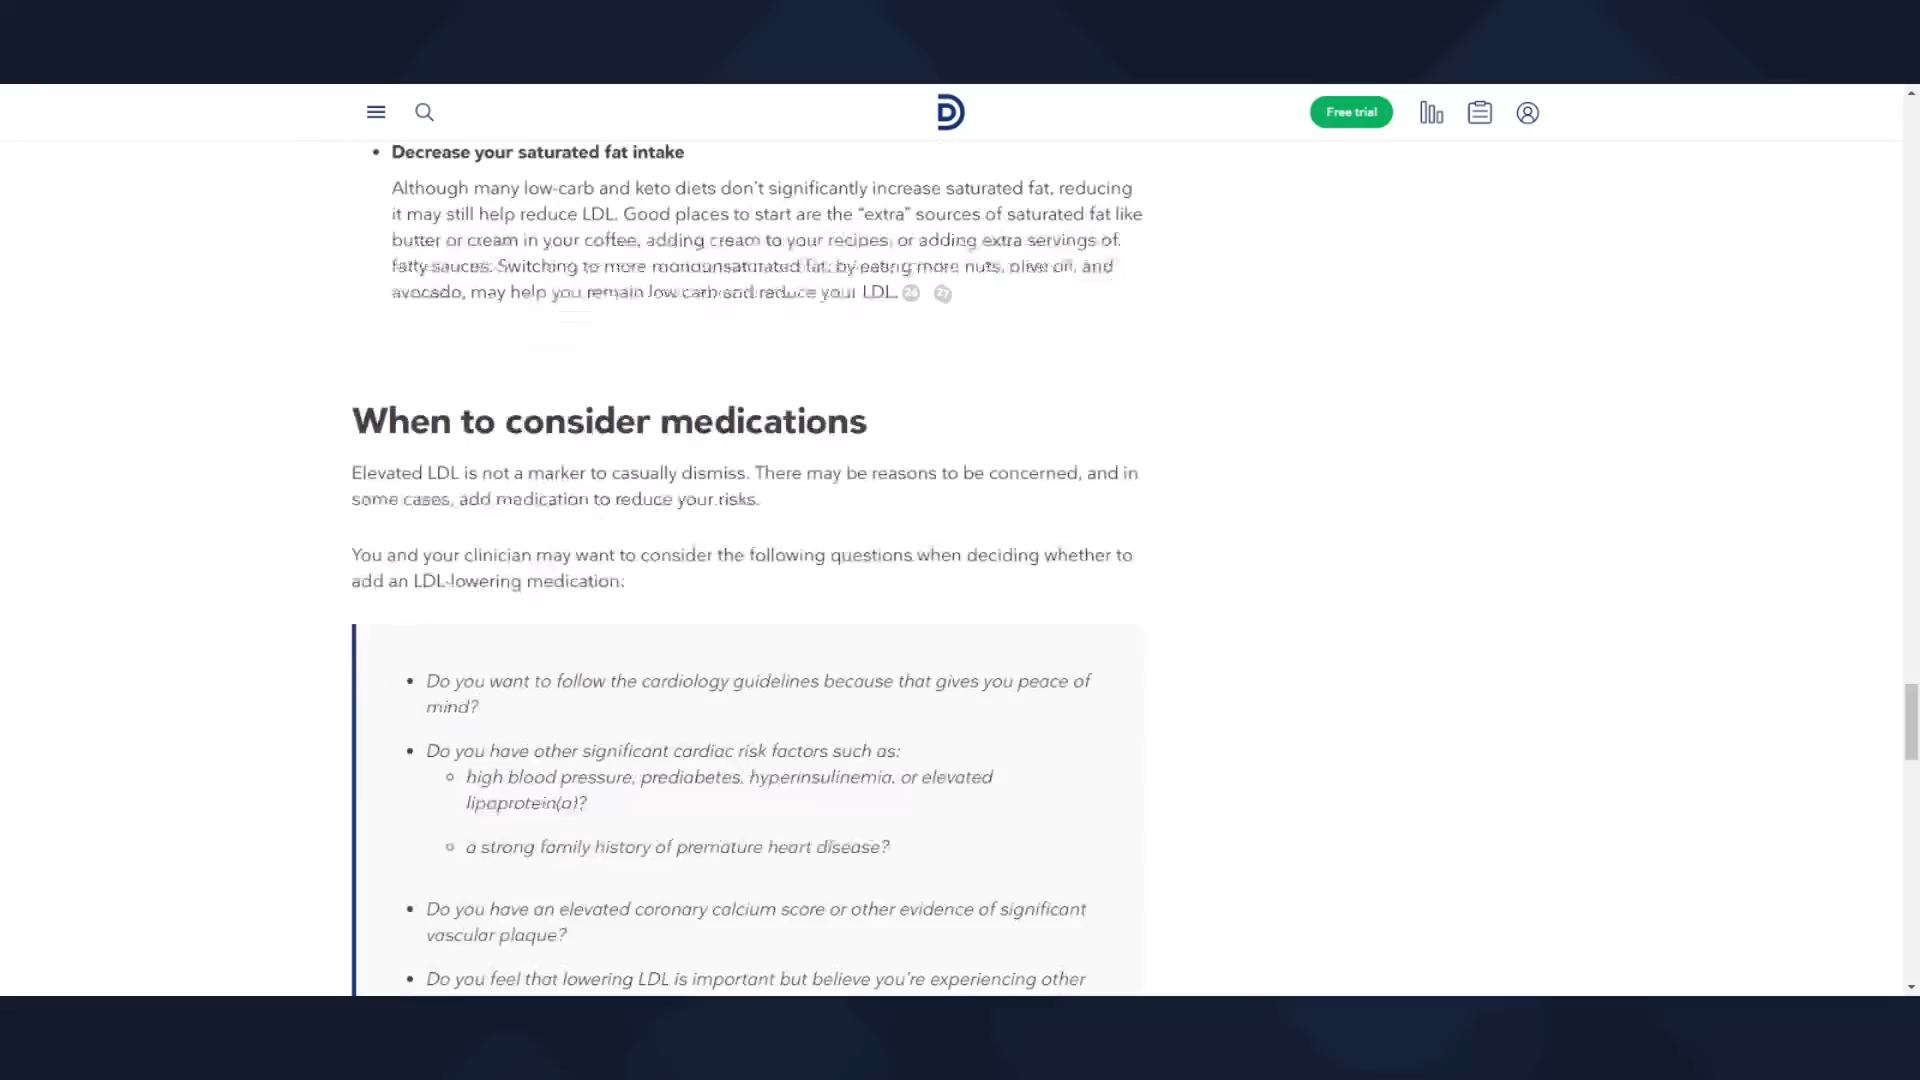 Free trial
• Decrease your saturated fat intake
Although many low-carb and keto diets don't significantly increase saturated fat, reducing
it may still help reduce LDL. Good places to start are the “extra” sources of saturated fat like
butter or cream in your coffee, adding cream to your recipes, or adding extra servings of
fatty sauces. Switching to more monounsaturated fat, by eating more nuts, olive oil, and
avocado, may help you remain low carb and reduce your LDL. 26 27
When to consider medications
Elevated LDL is not a marker to casually dismiss. There may be reasons to be concerned, and in
some cases, add medication to reduce your risks.
You and your clinician may want to consider the following questions when deciding whether to
add an LDL-lowering medication:
• Do you want to follow the cardiology guidelines because that gives you peace of
mind?
• Do you have other significant cardiac risk factors such as:
high blood pressure, prediabetes, hyperinsulinemia, or elevated
lipoprotein(a)?
a strong family history of premature heart disease?
• Do you have an elevated coronary calcium score or other evidence of significant
vascular plaque?
• Do you feel that lowering LDL is important but believe you're experiencing other